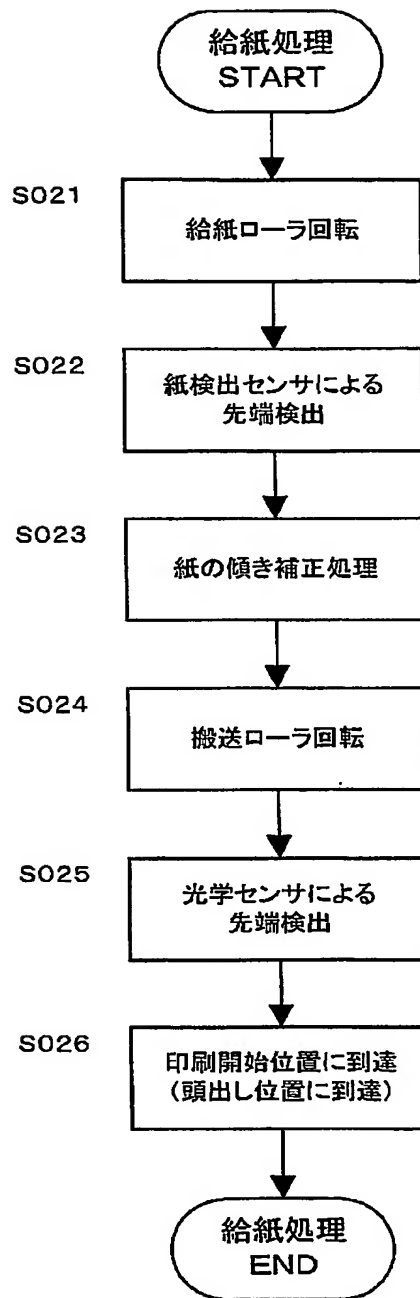 給紙処理
START
S021
給紙ローラ回転
S022
紙検出センサによる
先端検出
S023
紙の傾き補正処理
S024
搬送ローラ回転
S025
光学センサによる
先端検出
S026
印刷開始位置に到達
(頭出し位置に到達)
給紙処理
END